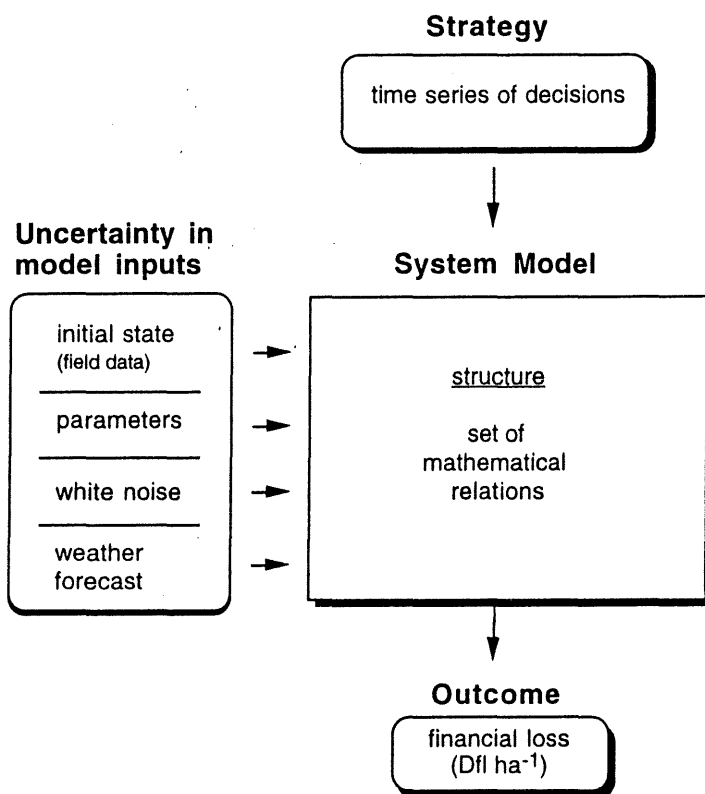 Strategy
time series of decisions
Uncertainty in
model inputs
initial state
(field data)
parameters
white noise
weather
forecast
System Model
structure
set of
mathematical
relations
Outcome
financial loss
(Dfl ha⁻¹)